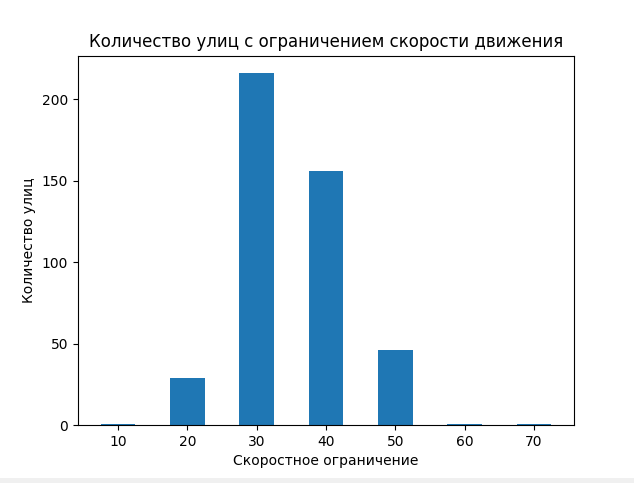 Количество улиц с ограничением скорости движения
Количество улиц
200
150
100
50
0
10 20 30 40 50 60 70
Скоростное ограничение